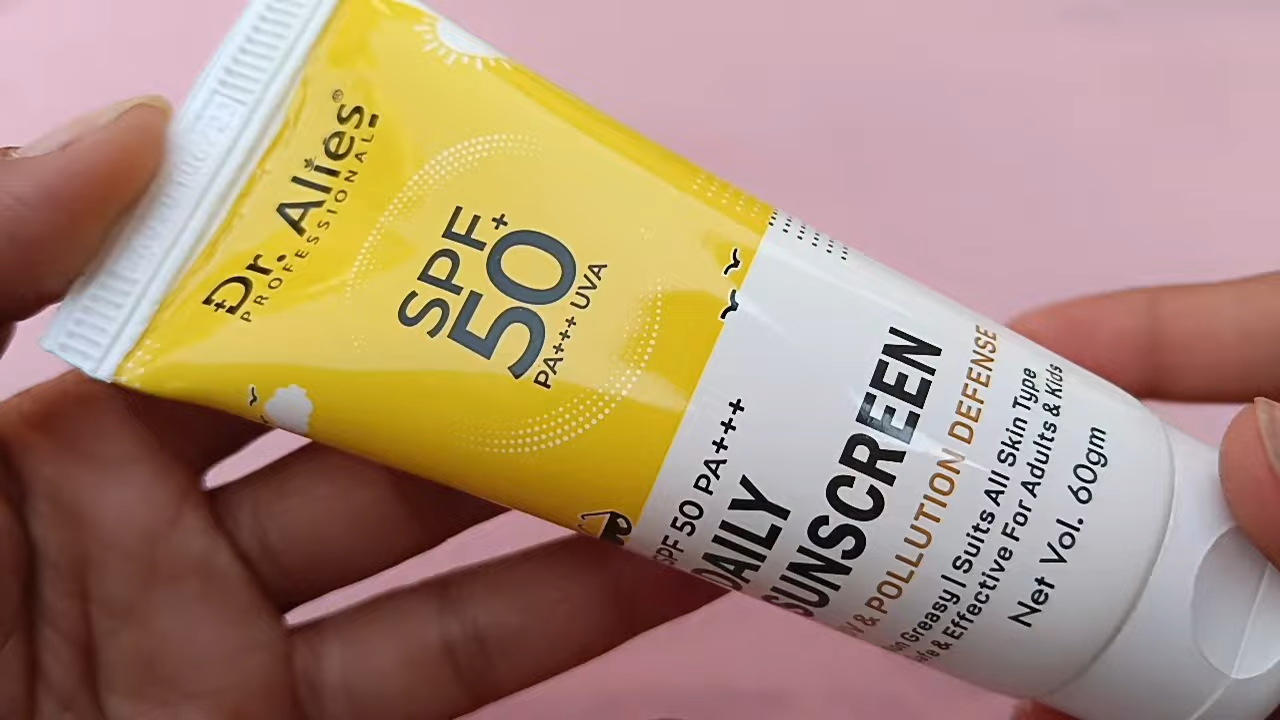 Dr. Alies®
PROFESSIONAL
SPF
50+
PA+++ UVA
SPF 50 PA+++
DAILY
SUNSCREEN
& POLLUTION DEFENSE
Greasy | Suits All Skin Type
& Effective For Adults & Kids
Net Vol. 60gm